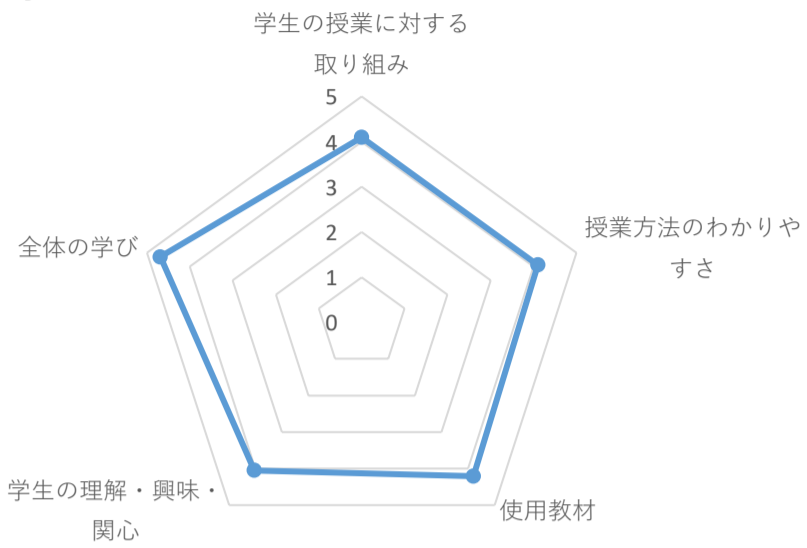 学生の授業に対する
取り組み
5
4
3
2
1
0
授業方法のわかりや
すさ
使用教材
学生の理解・興味・
関心
全体の学び